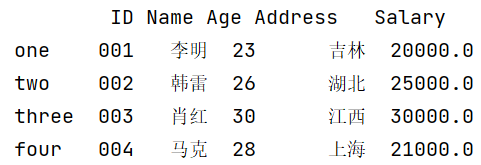 ID Name Age Address Salary
one 001 李明 23 吉林 20000.0
two 002 韩雷 26 湖北 25000.0
three 003 肖红 30 江西 30000.0
four 004 马克 28 上海 21000.0